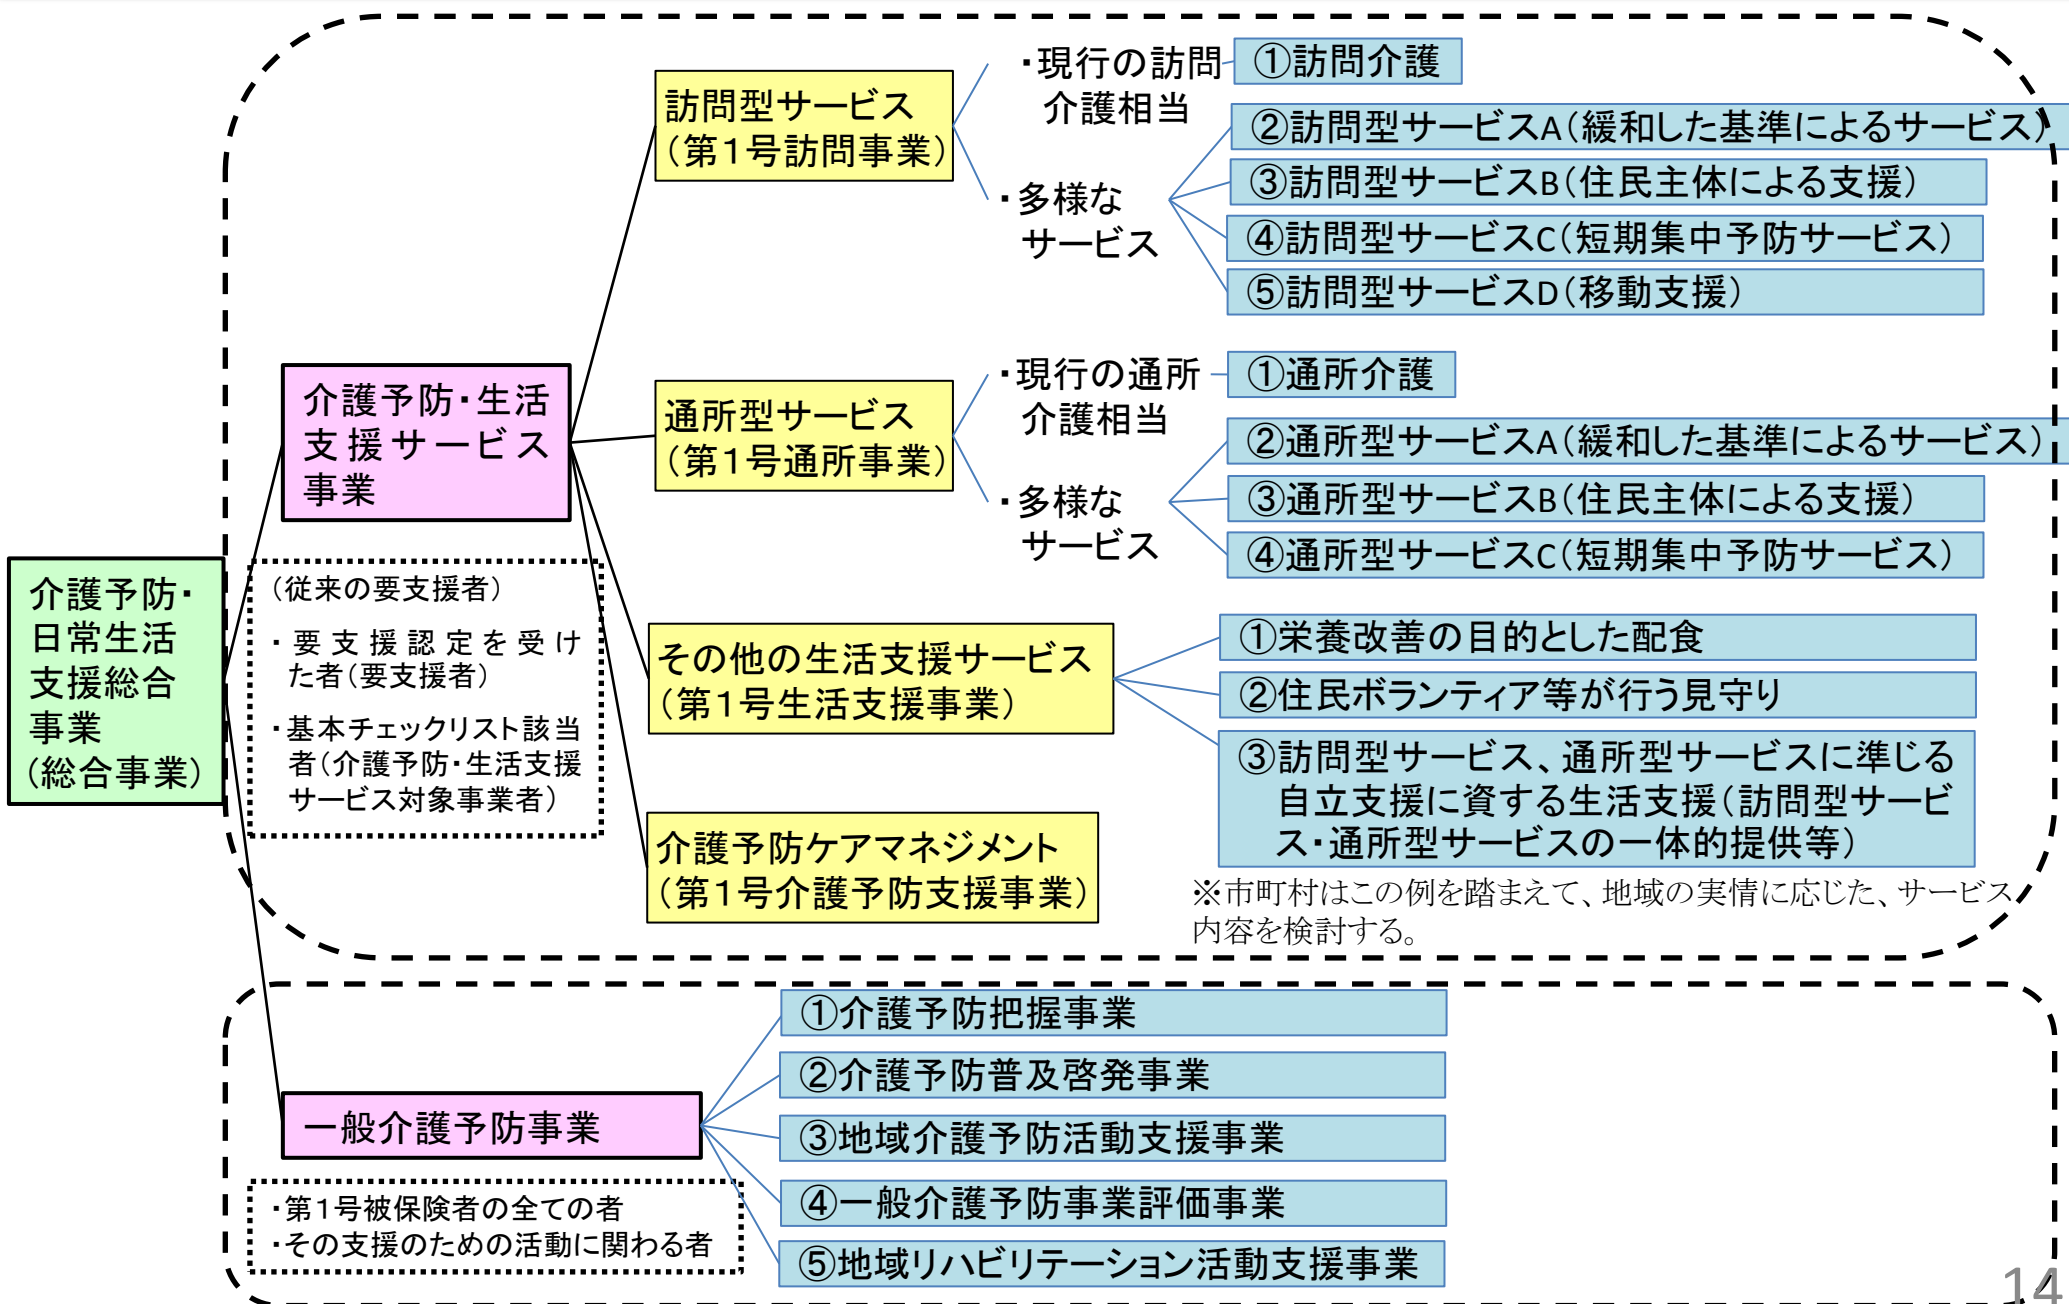 介護予防・
日常生活
支援総合
事業
(総合事業)
介護予防・生活
支援サービス
事業
(従来の要支援者)
・要支援認定を受け
た者(要支援者)
・基本チェックリスト該当
者(介護予防・生活支援
サービス対象事業者)
訪問型サービス
(第1号訪問事業)
・現行の訪問
介護相当
①訪問介護
・多様な
サービス
②訪問型サービスA(緩和した基準によるサービス)
③訪問型サービスB(住民主体による支援)
④訪問型サービスC(短期集中予防サービス)
⑤訪問型サービスD(移動支援)
通所型サービス
(第1号通所事業)
・現行の通所
介護相当
①通所介護
・多様な
サービス
②通所型サービスA(緩和した基準によるサービス)
③通所型サービスB(住民主体による支援)
④通所型サービスC(短期集中予防サービス)
その他の生活支援サービス
(第1号生活支援事業)
①栄養改善の目的とした配食
②住民ボランティア等が行う見守り
③訪問型サービス、通所型サービスに準じる
自立支援に資する生活支援(訪問型サービ
ス・通所型サービスの一体的提供等)
介護予防ケアマネジメント
(第1号介護予防支援事業)
※市町村はこの例を踏まえて、地域の実情に応じた、サービス
内容を検討する。
一般介護予防事業
・第1号被保険者の全ての者
・その支援のための活動に関わる者
①介護予防把握事業
②介護予防普及啓発事業
③地域介護予防活動支援事業
④一般介護予防事業評価事業
⑤地域リハビリテーション活動支援事業
14